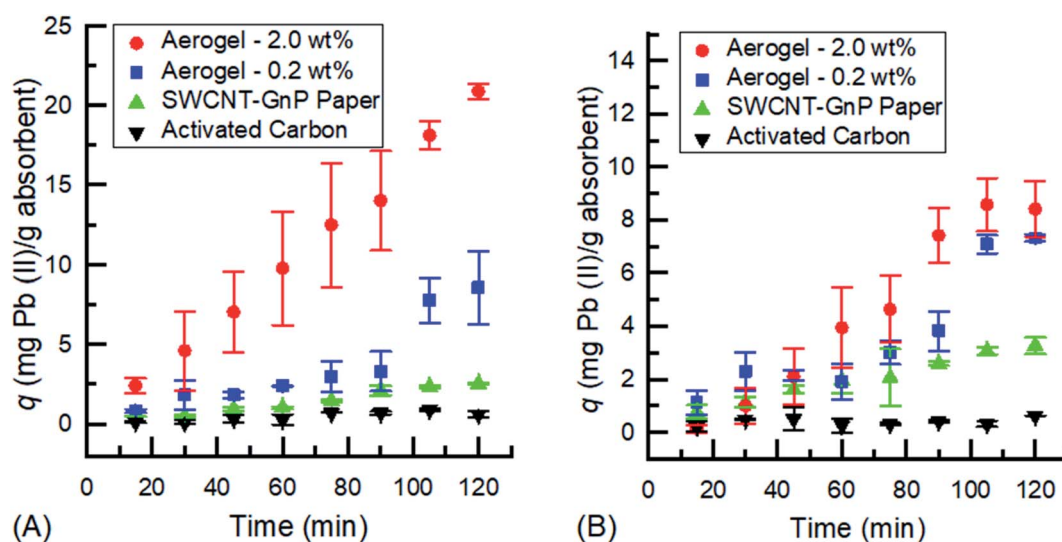 Aerogel - 2.0 wt%
Aerogel - 0.2 wt%
SWCNT-GnP Paper
Activated Carbon
q (mg Pb (II)/g absorbent)
25
20
15
10
5
0
0 20 40 60 80 100 120
Time (min)
(A)
Aerogel - 2.0 wt%
Aerogel - 0.2 wt%
SWCNT-GnP Paper
Activated Carbon
q (mg Pb (II)/g absorbent)
14
12
10
8
6
4
2
0
0 20 40 60 80 100 120
Time (min)
(B)